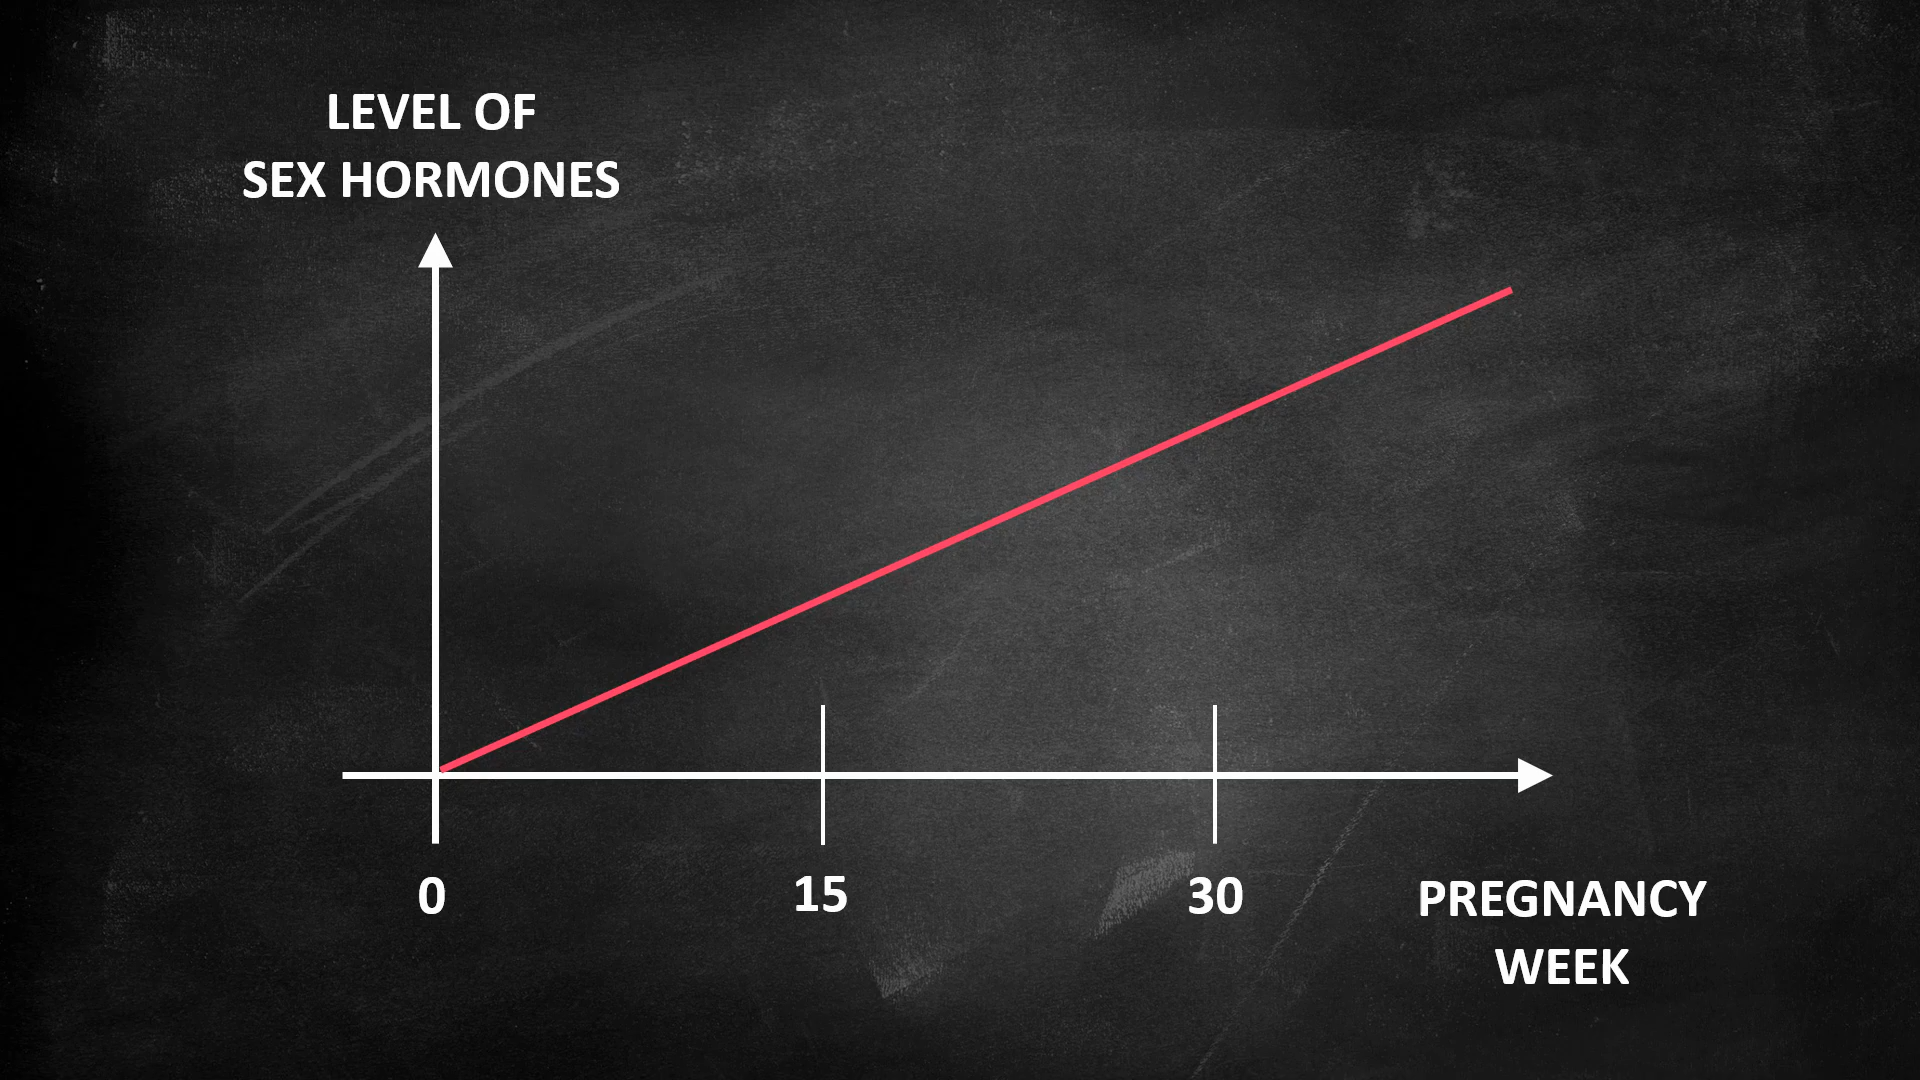 LEVEL OF
SEX HORMONES
0
15
30
PREGNANCY
WEEK